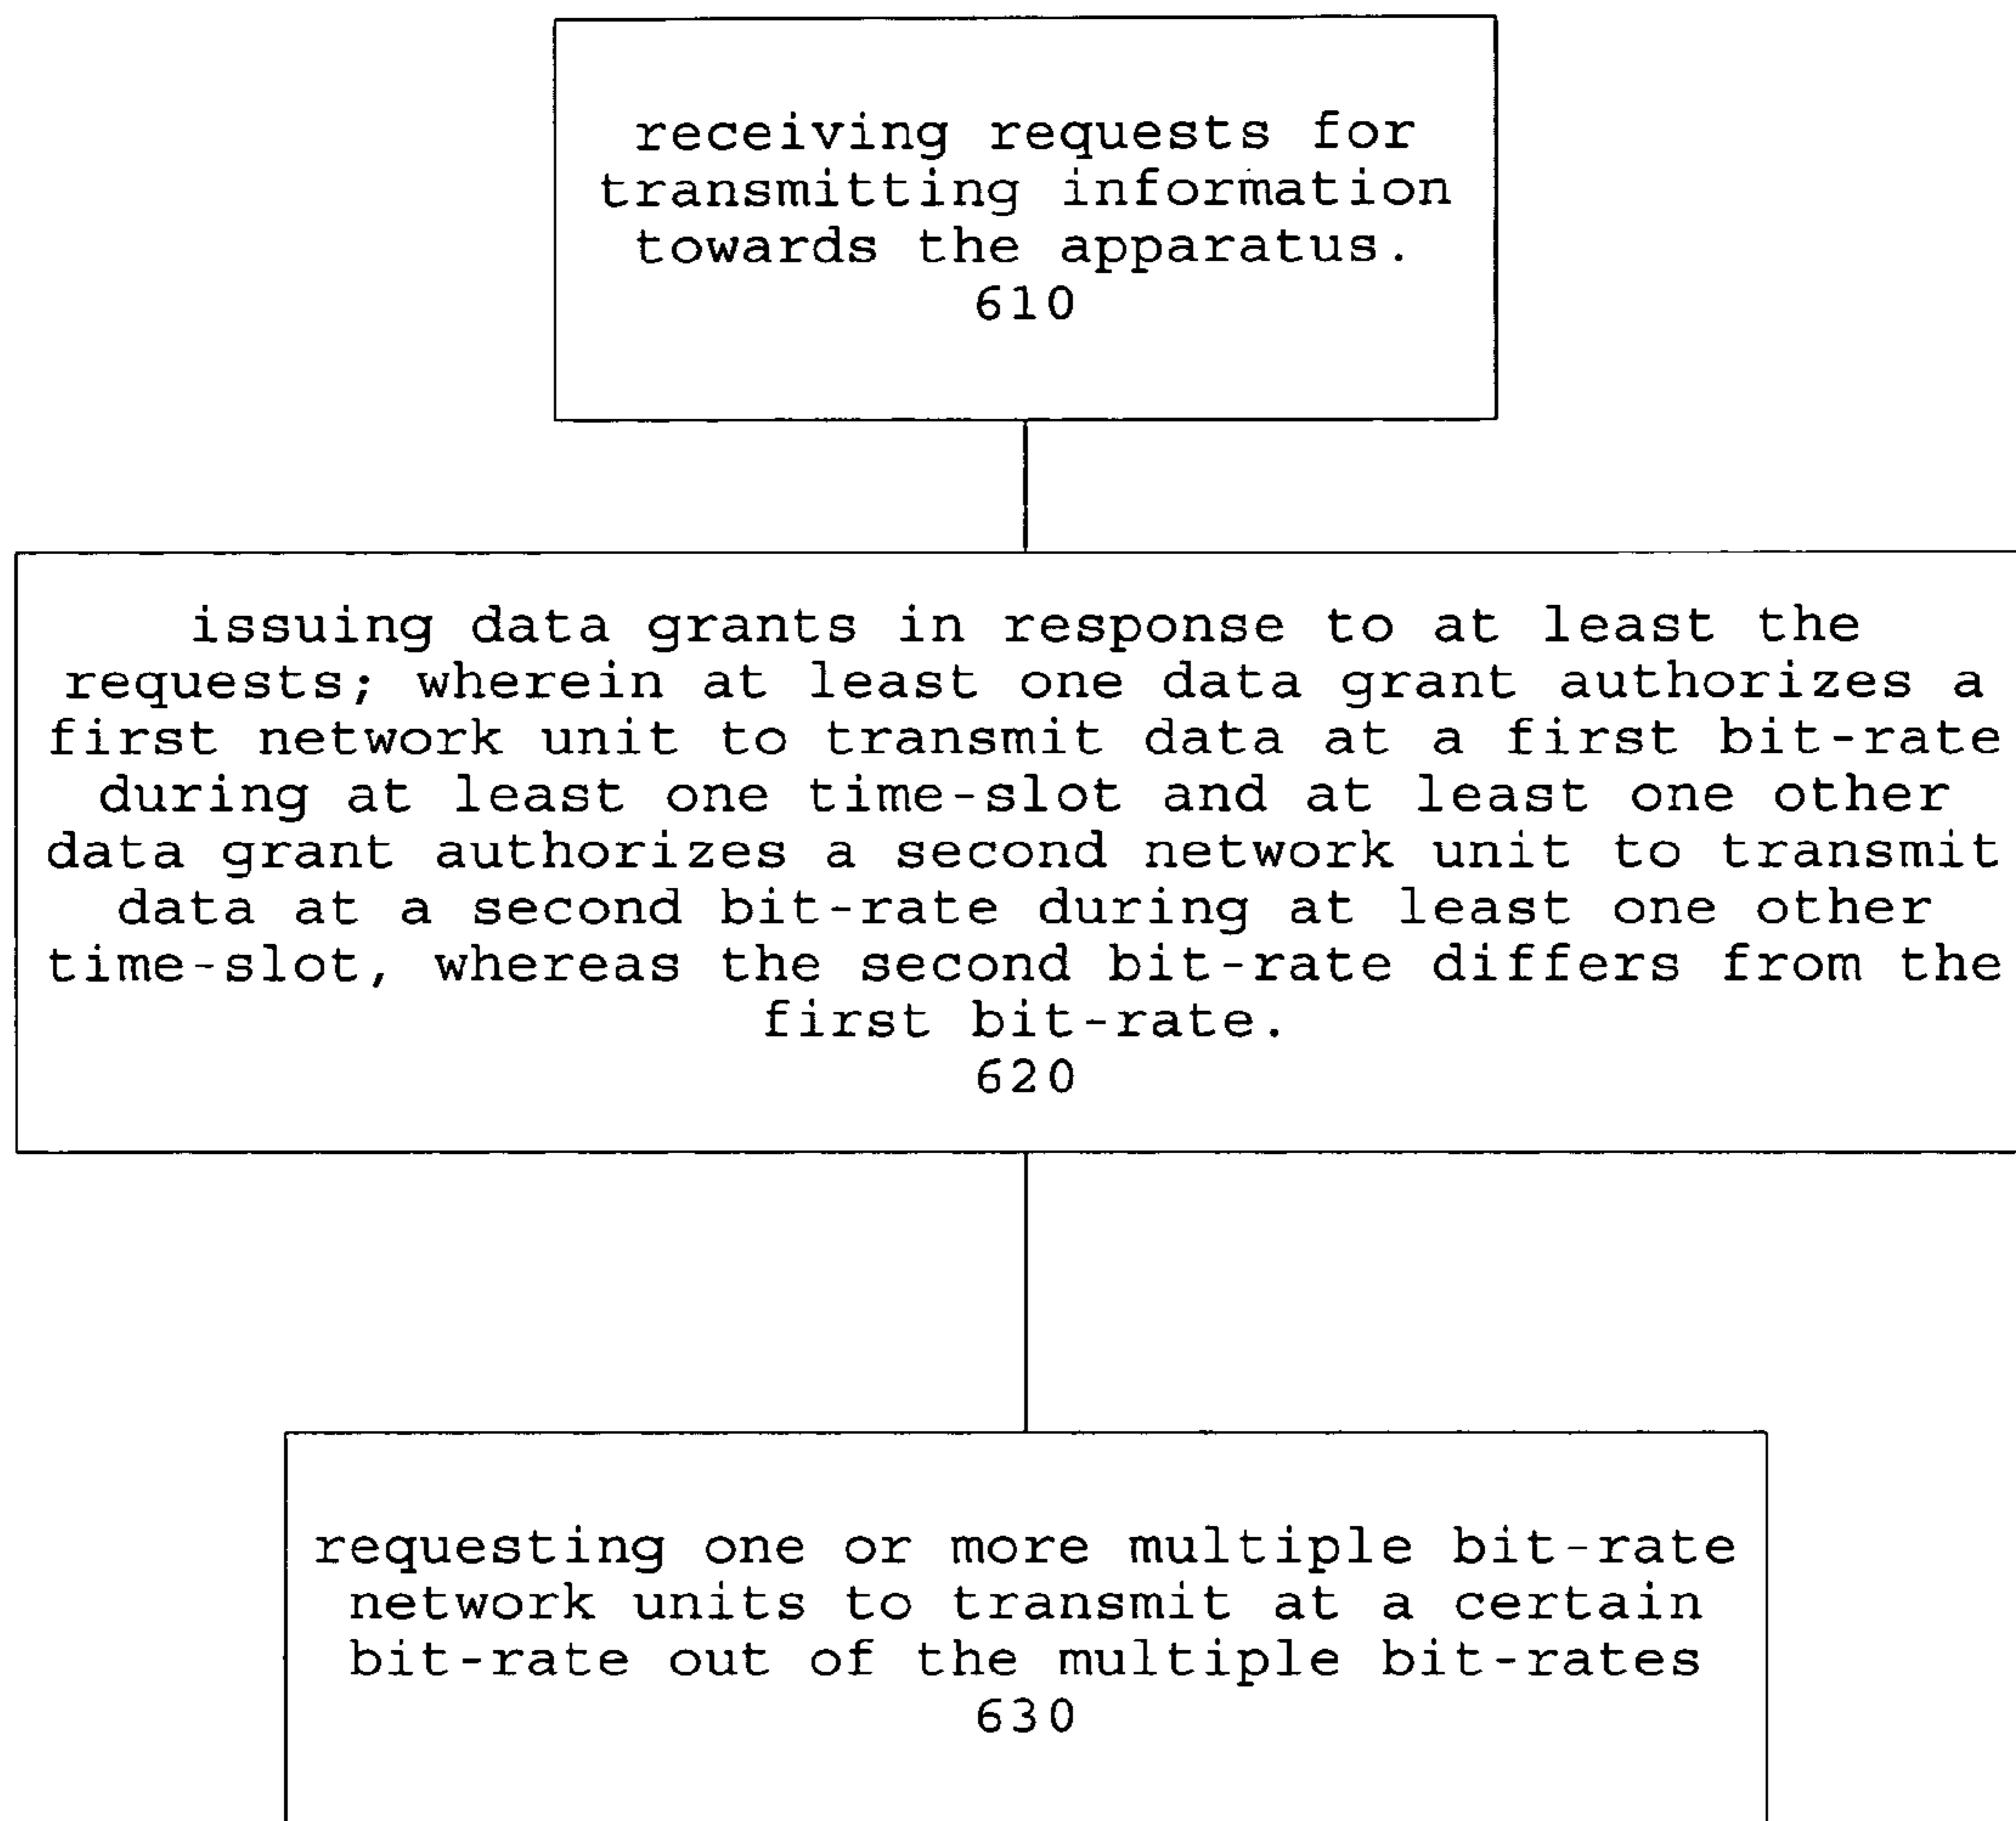 receiving requests for
transmitting information
towards the apparatus.
610
issuing data grants in response to at least the
requests; wherein at least one data grant authorizes a
first network unit to transmit data at a first bit-rate
during at least one time-slot and at least one other
data grant authorizes a second network unit to transmit
data at a second bit-rate during at least one other
time-slot, whereas the second bit-rate differs from the
first bit-rate.
620
requesting one or more multiple bit-rate
network units to transmit at a certain
bit-rate out of the multiple bit-rates
630